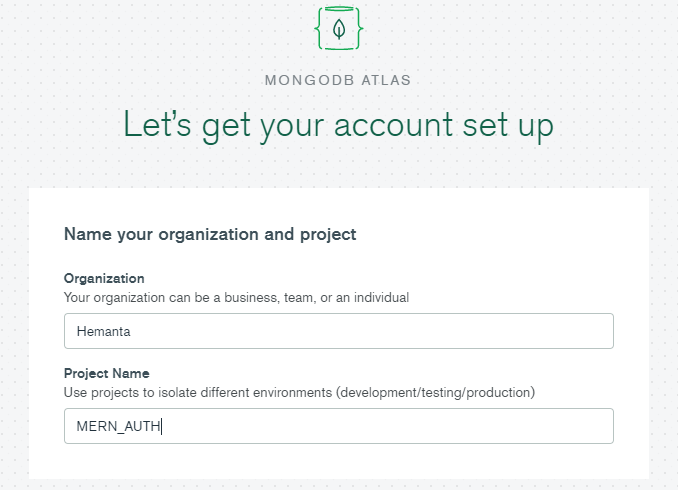 MONGODB ATLAS
Let's get your account set up
Name your organization and project
Organization
Your organization can be a business, team, or an individual
Hemanta
Project Name
Use projects to isolate different environments (development/testing/production)
MERN_AUTH